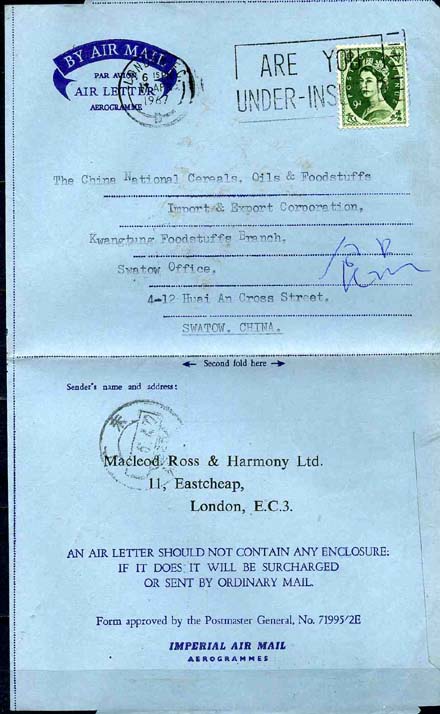 BY AIR MAIL
PAR AVION
AIR LETTER
AEROGRAMME
1967
ARE YOU
UNDER-INS
9d
The China National Cereals, Oils & Foodstuffs
Import & Export Corporation,
Kwangtung Foodstuffs Branch,
Swatow Office,
4-12 Huai An Cross Street.
SWATOW. CHINA.
← Second fold here →
Sender's name and address:
Macleod Ross & Harmony Ltd.
11, Eastcheap,
London, E.C.3.
AN AIR LETTER SHOULD NOT CONTAIN ANY ENCLOSURE;
IF IT DOES IT WILL BE SURCHARGED
OR SENT BY ORDINARY MAIL.
Form approved by the Postmaster General, No. 71995/2E
IMPERIAL AIR MAIL
AEROGRAMMES